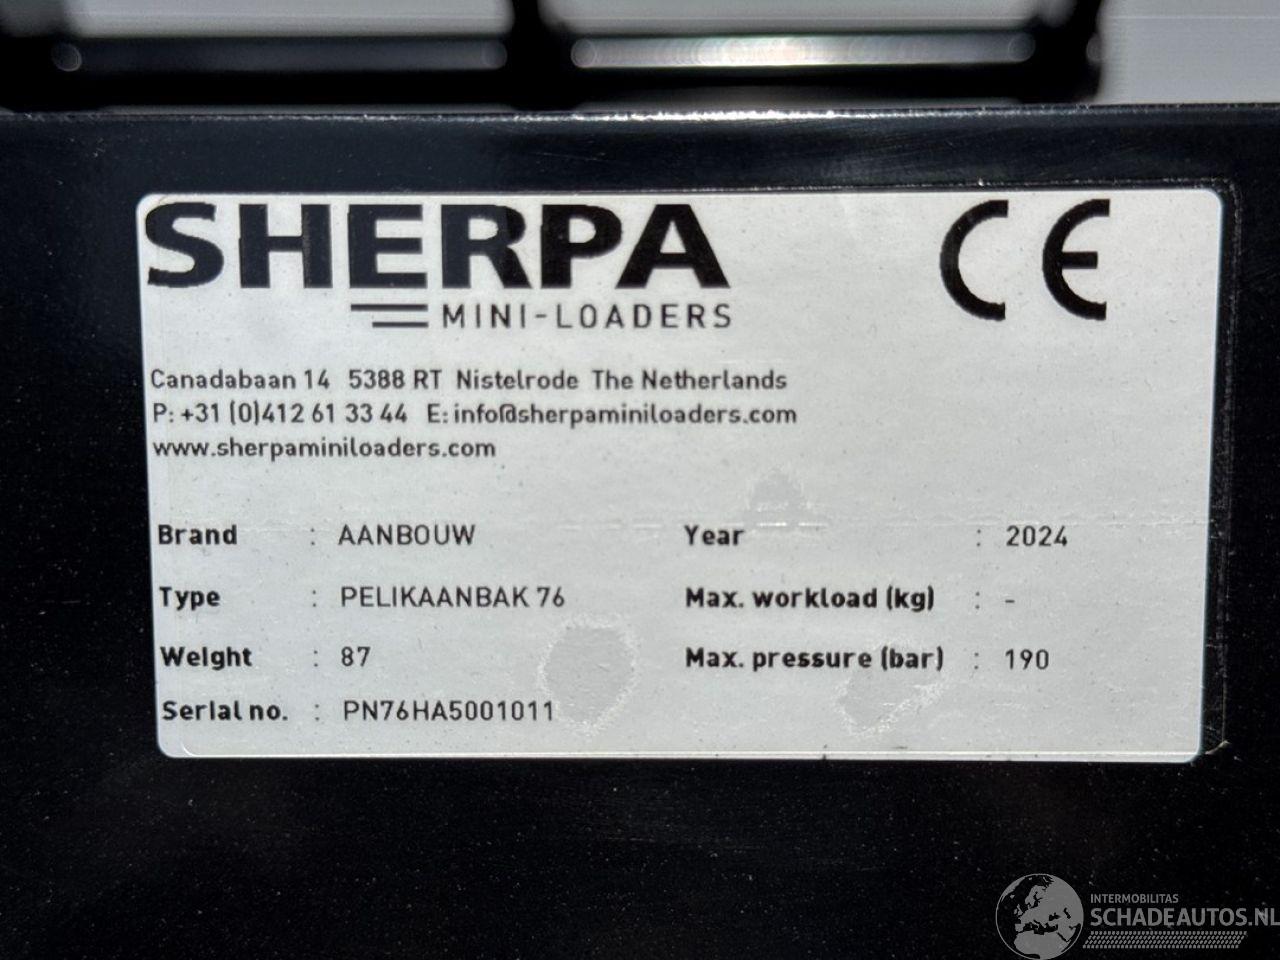 SHERPA
MINI-LOADERS
CE
Canadabaan 14 5388 RT Nistelrode The Netherlands
P: +31 (0)412 61 33 44 E: info@sherpaminiloaders.com
www.sherpaminiloaders.com
Brand : AANBOUW Year : 2024
Type : PELIKAANBAK 76 Max. workload (kg) : -
Weight : 87 Max. pressure (bar) : 190
Serial no. : PN76HA5001011
INTERMOBILITAS
SCHADEAUTOS.NL